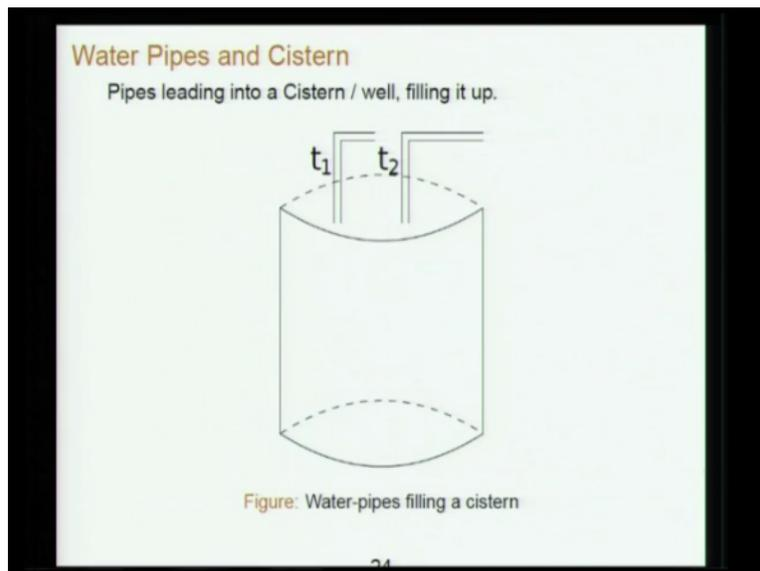 Water Pipes and Cistern
Pipes leading into a Cistern / well, filling it up.
t₁ t₂
Figure: Water-pipes filling a cistern
24